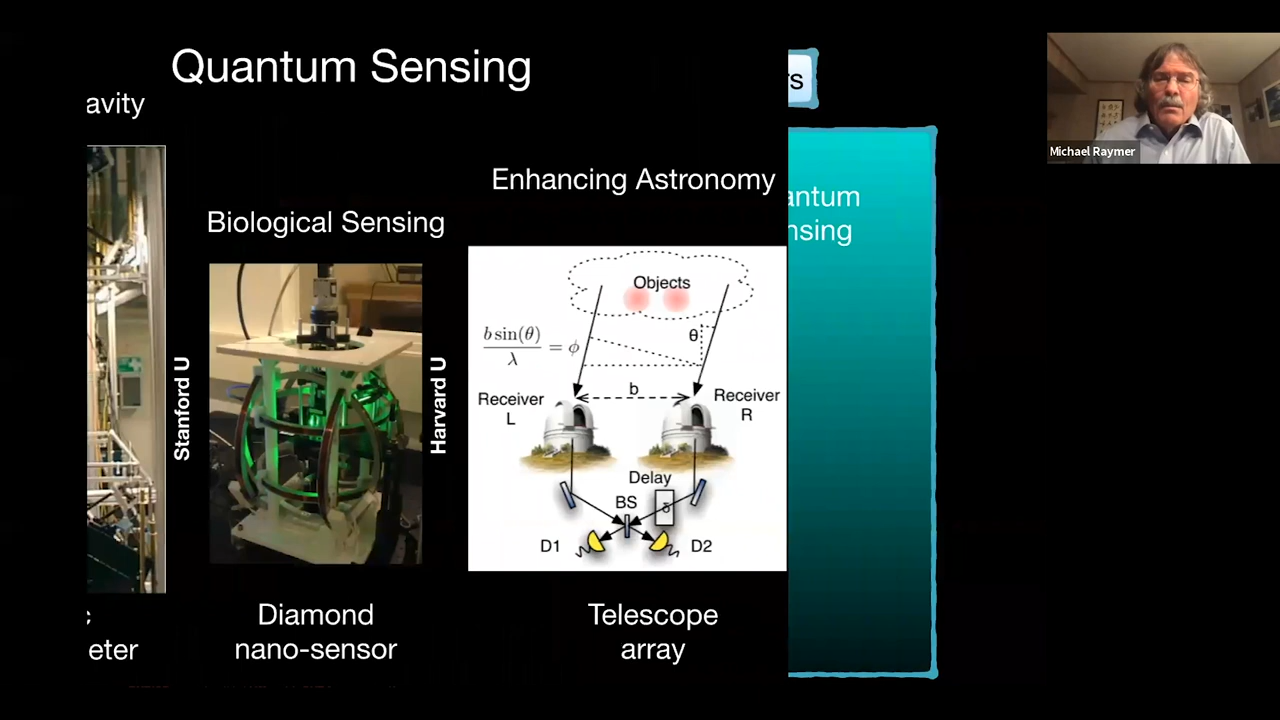 Quantum Sensing
avity
rs
Michael Raymer
Enhancing Astronomy
antum
nsing
Biological Sensing
Stanford U
Harvard U
Objects
b sin(θ)
λ
= ϕ
θ
b
Receiver
L
Receiver
R
Delay
BS
δ
D1
D2
c
eter
Diamond
nano-sensor
Telescope
array